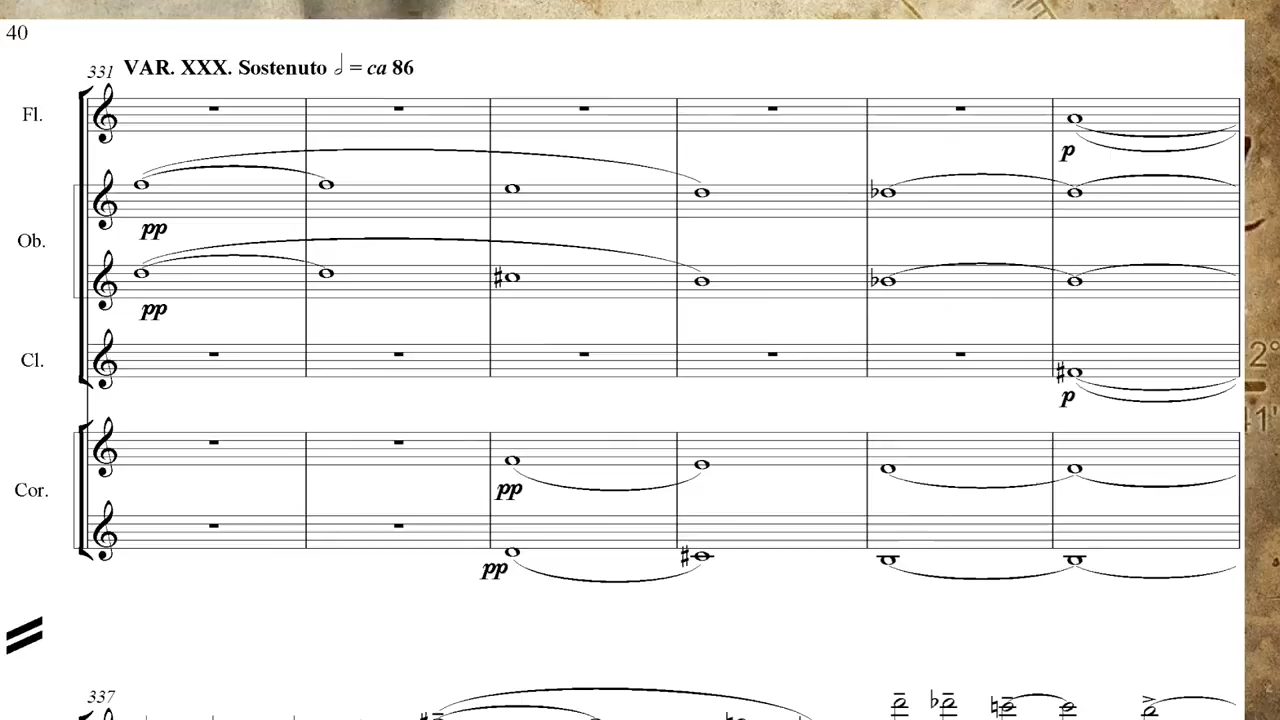 40
331 VAR. XXX. Sostenuto 𝅗𝅥 = ca 86
Fl.
p
pp
Ob.
pp
Cl.
p
pp
Cor.
pp
337